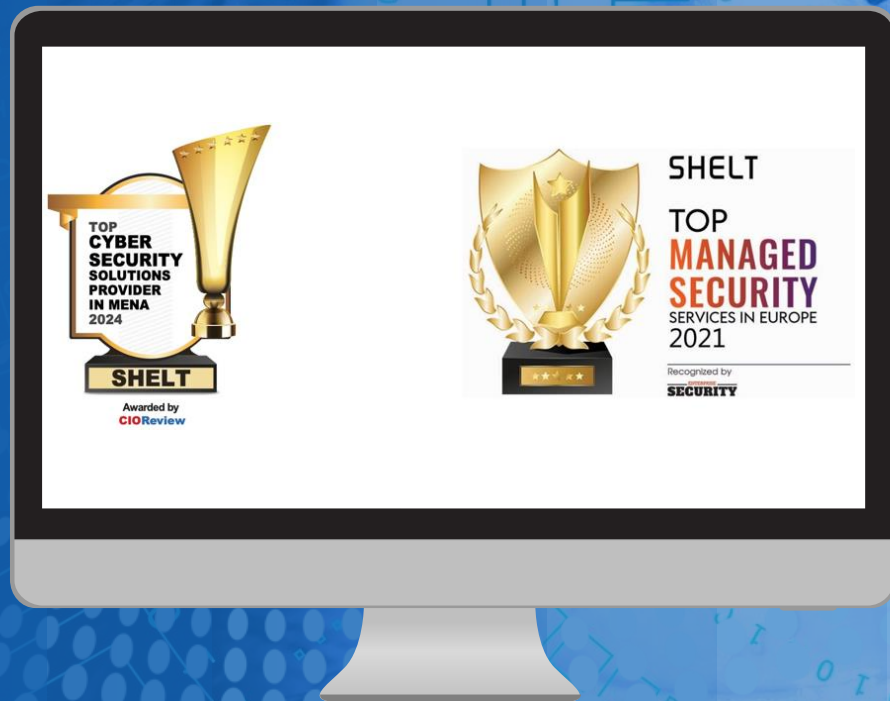 TOP
CYBER
SECURITY
SOLUTIONS
PROVIDER
IN MENA
2024
SHELT
Awarded by
CIOReview
SHELT
TOP
MANAGED
SECURITY
SERVICES IN EUROPE
2021
Recognized by
ENTERPRISE
SECURITY